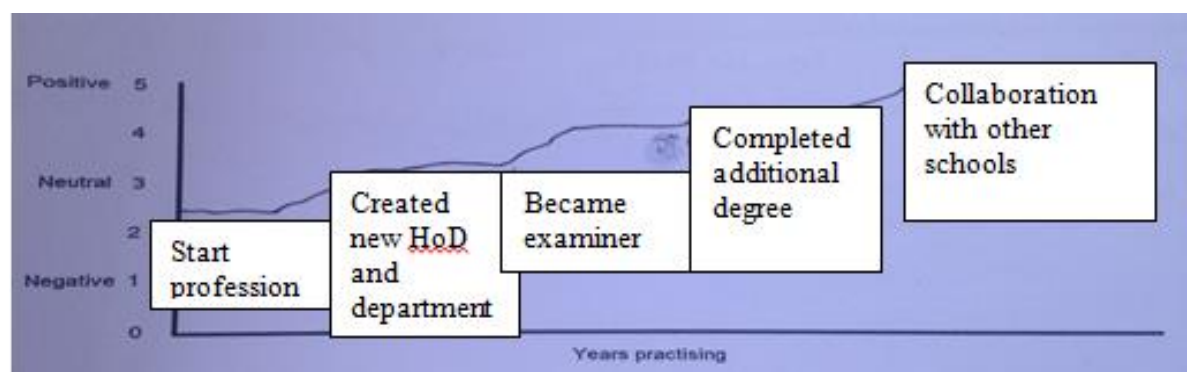 Positive 5
4
Neutral 3
2
Negative 1
0
Start
profession
Created
new HoD
and
department
Became
examiner
Completed
additional
degree
Collaboration
with other
schools
Years practising